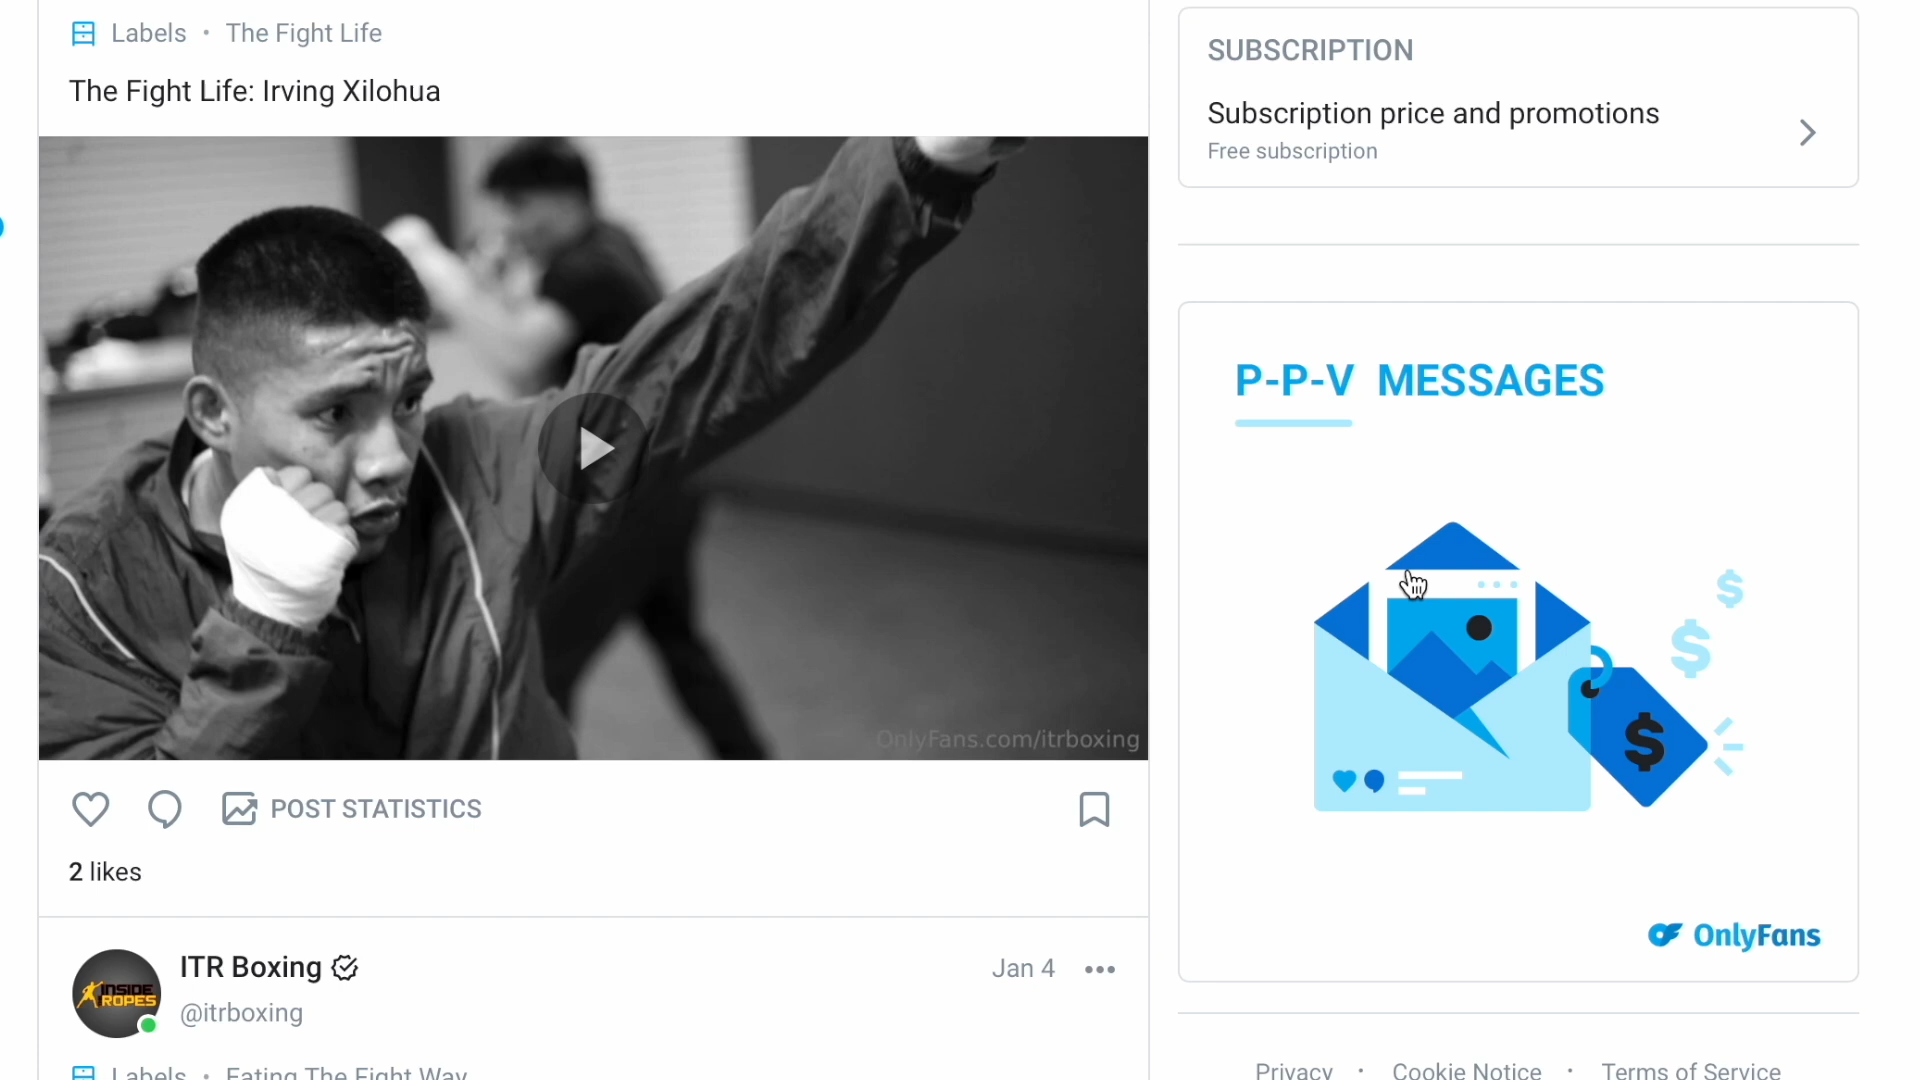 Labels • The Fight Life
The Fight Life: Irving Xilohua
OnlyFans.com/itrboxing
POST STATISTICS
2 likes
INSIDE
ROPES
ITR Boxing
Jan 4
@itrboxing
Labels • Eating The Fight Way
SUBSCRIPTION
Subscription price and promotions
Free subscription
P-P-V MESSAGES
$
$
$
OnlyFans
Privacy • Cookie Notice • Terms of Service